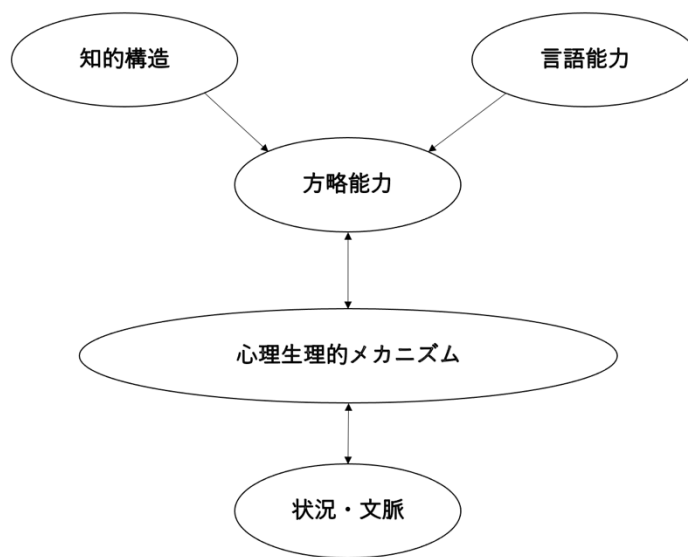 知的構造
言語能力
方略能力
心理生理的メカニズム
状況・文脈